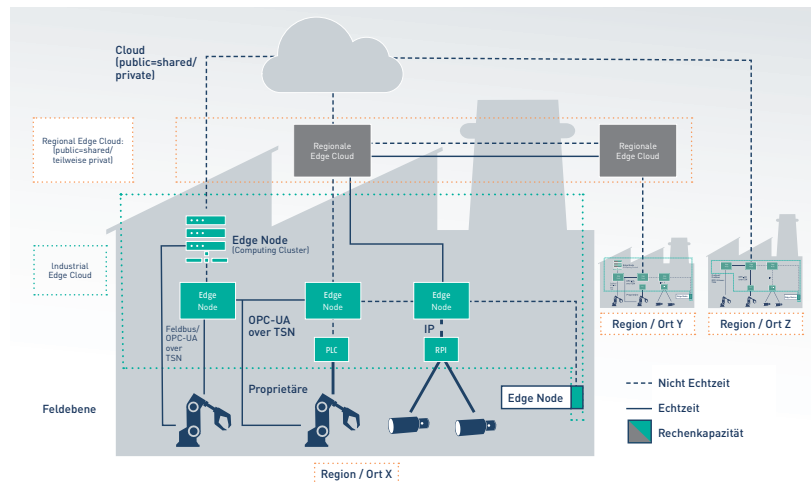 Cloud
(public=shared/
private)
Regional Edge Cloud:
(public=shared/
teilweise privat)
Regionale
Edge Cloud
Regionale
Edge Cloud
Edge Node
(Computing Cluster)
Industrial
Edge Cloud
Edge
Node
Edge
Node
Edge
Node
Feldbus/
OPC-UA
over
TSN
OPC-UA
over TSN
IP
PLC
RPI
Proprietäre
Edge Node
Feldebene
Region / Ort X
Region / Ort Y
Region / Ort Z
Nicht Echtzeit
Echtzeit
Rechenkapazität